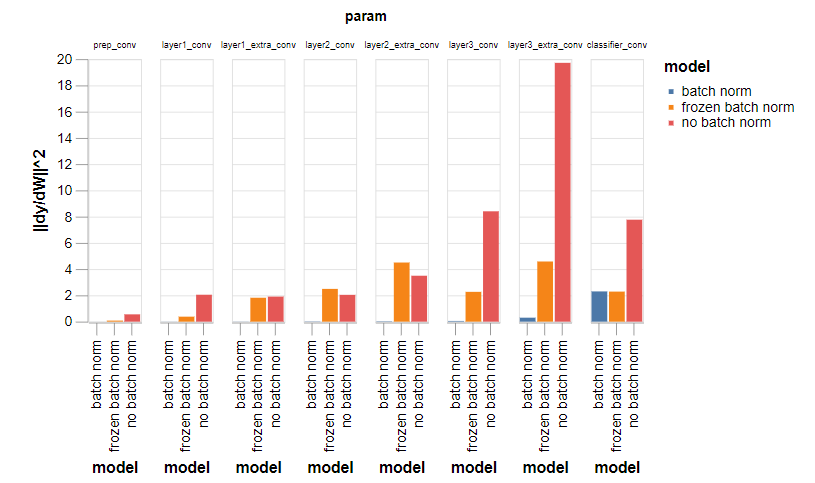 param
prep_conv layer1_conv layer1_extra_conv layer2_conv layer2_extra_conv layer3_conv layer3_extra_conv classifier_conv
||dy/dW||^2
20
18
16
14
12
10
8
6
4
2
0
batch norm
frozen batch norm
no batch norm
batch norm
frozen batch norm
no batch norm
batch norm
frozen batch norm
no batch norm
batch norm
frozen batch norm
no batch norm
batch norm
frozen batch norm
no batch norm
batch norm
frozen batch norm
no batch norm
batch norm
frozen batch norm
no batch norm
batch norm
frozen batch norm
no batch norm
model model model model model model model model
model
batch norm
frozen batch norm
no batch norm